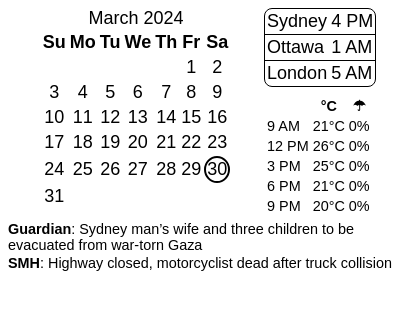 March 2024
Su Mo Tu We Th Fr Sa
1 2
3 4 5 6 7 8 9
10 11 12 13 14 15 16
17 18 19 20 21 22 23
24 25 26 27 28 29 30
31
Sydney 4 PM
Ottawa 1 AM
London 5 AM
°C ☂
9 AM 21°C 0%
12 PM 26°C 0%
3 PM 25°C 0%
6 PM 21°C 0%
9 PM 20°C 0%
Guardian: Sydney man’s wife and three children to be
evacuated from war-torn Gaza
SMH: Highway closed, motorcyclist dead after truck collision